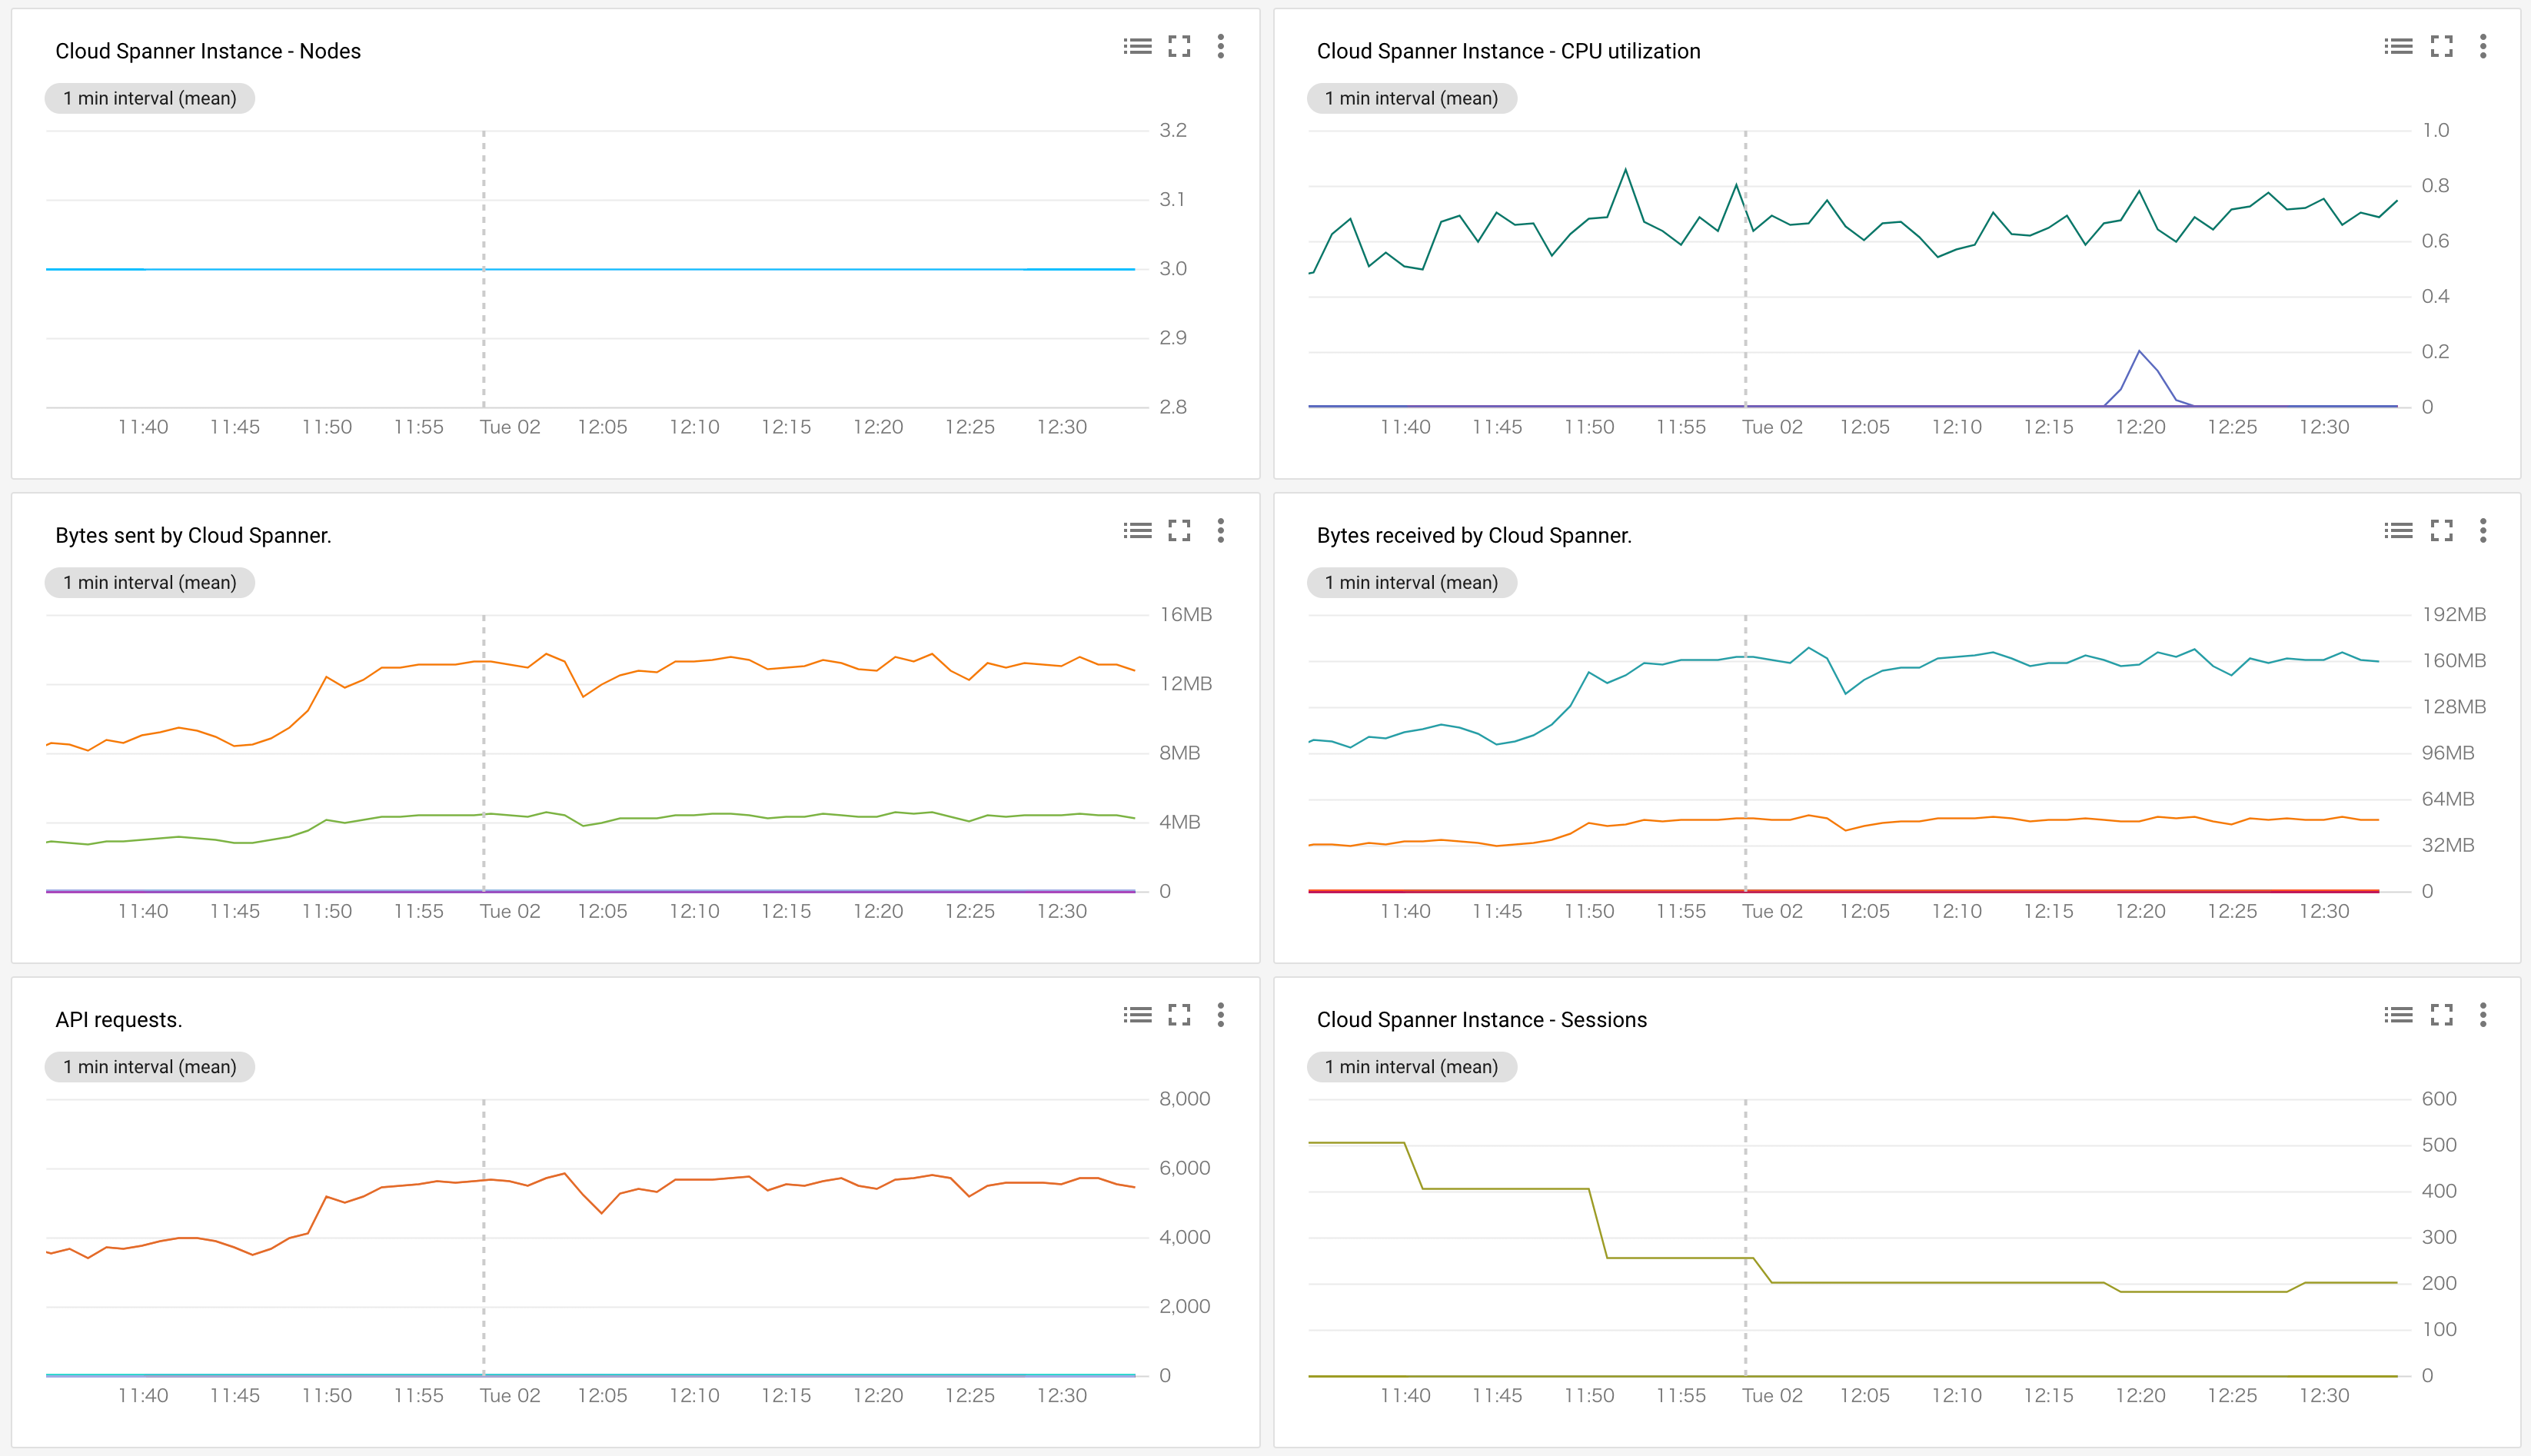 Cloud Spanner Instance - Nodes
1 min interval (mean)
3.2
3.1
3.0
2.9
2.8
11:40 11:45 11:50 11:55 Tue 02 12:05 12:10 12:15 12:20 12:25 12:30
Cloud Spanner Instance - CPU utilization
1 min interval (mean)
1.0
0.8
0.6
0.4
0.2
0
11:40 11:45 11:50 11:55 Tue 02 12:05 12:10 12:15 12:20 12:25 12:30
Bytes sent by Cloud Spanner.
1 min interval (mean)
16MB
12MB
8MB
4MB
0
11:40 11:45 11:50 11:55 Tue 02 12:05 12:10 12:15 12:20 12:25 12:30
Bytes received by Cloud Spanner.
1 min interval (mean)
192MB
160MB
128MB
96MB
64MB
32MB
0
11:40 11:45 11:50 11:55 Tue 02 12:05 12:10 12:15 12:20 12:25 12:30
API requests.
1 min interval (mean)
8,000
6,000
4,000
2,000
0
11:40 11:45 11:50 11:55 Tue 02 12:05 12:10 12:15 12:20 12:25 12:30
Cloud Spanner Instance - Sessions
1 min interval (mean)
600
500
400
300
200
100
0
11:40 11:45 11:50 11:55 Tue 02 12:05 12:10 12:15 12:20 12:25 12:30